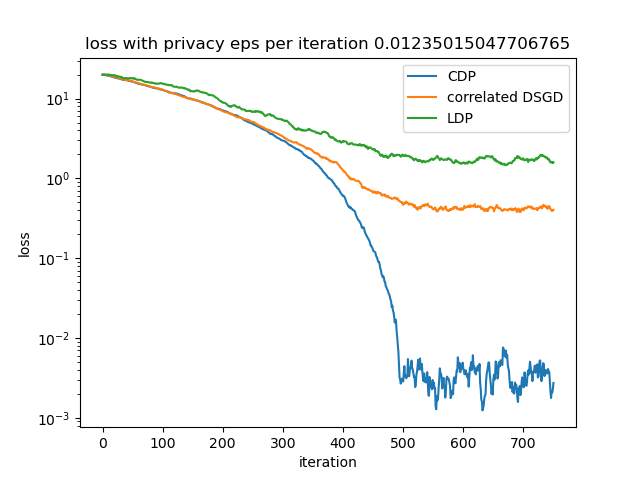 loss with privacy eps per iteration 0.01235015047706765
CDP
correlated DSGD
LDP
loss
10¹
10⁰
10⁻¹
10⁻²
10⁻³
0 100 200 300 400 500 600 700
iteration